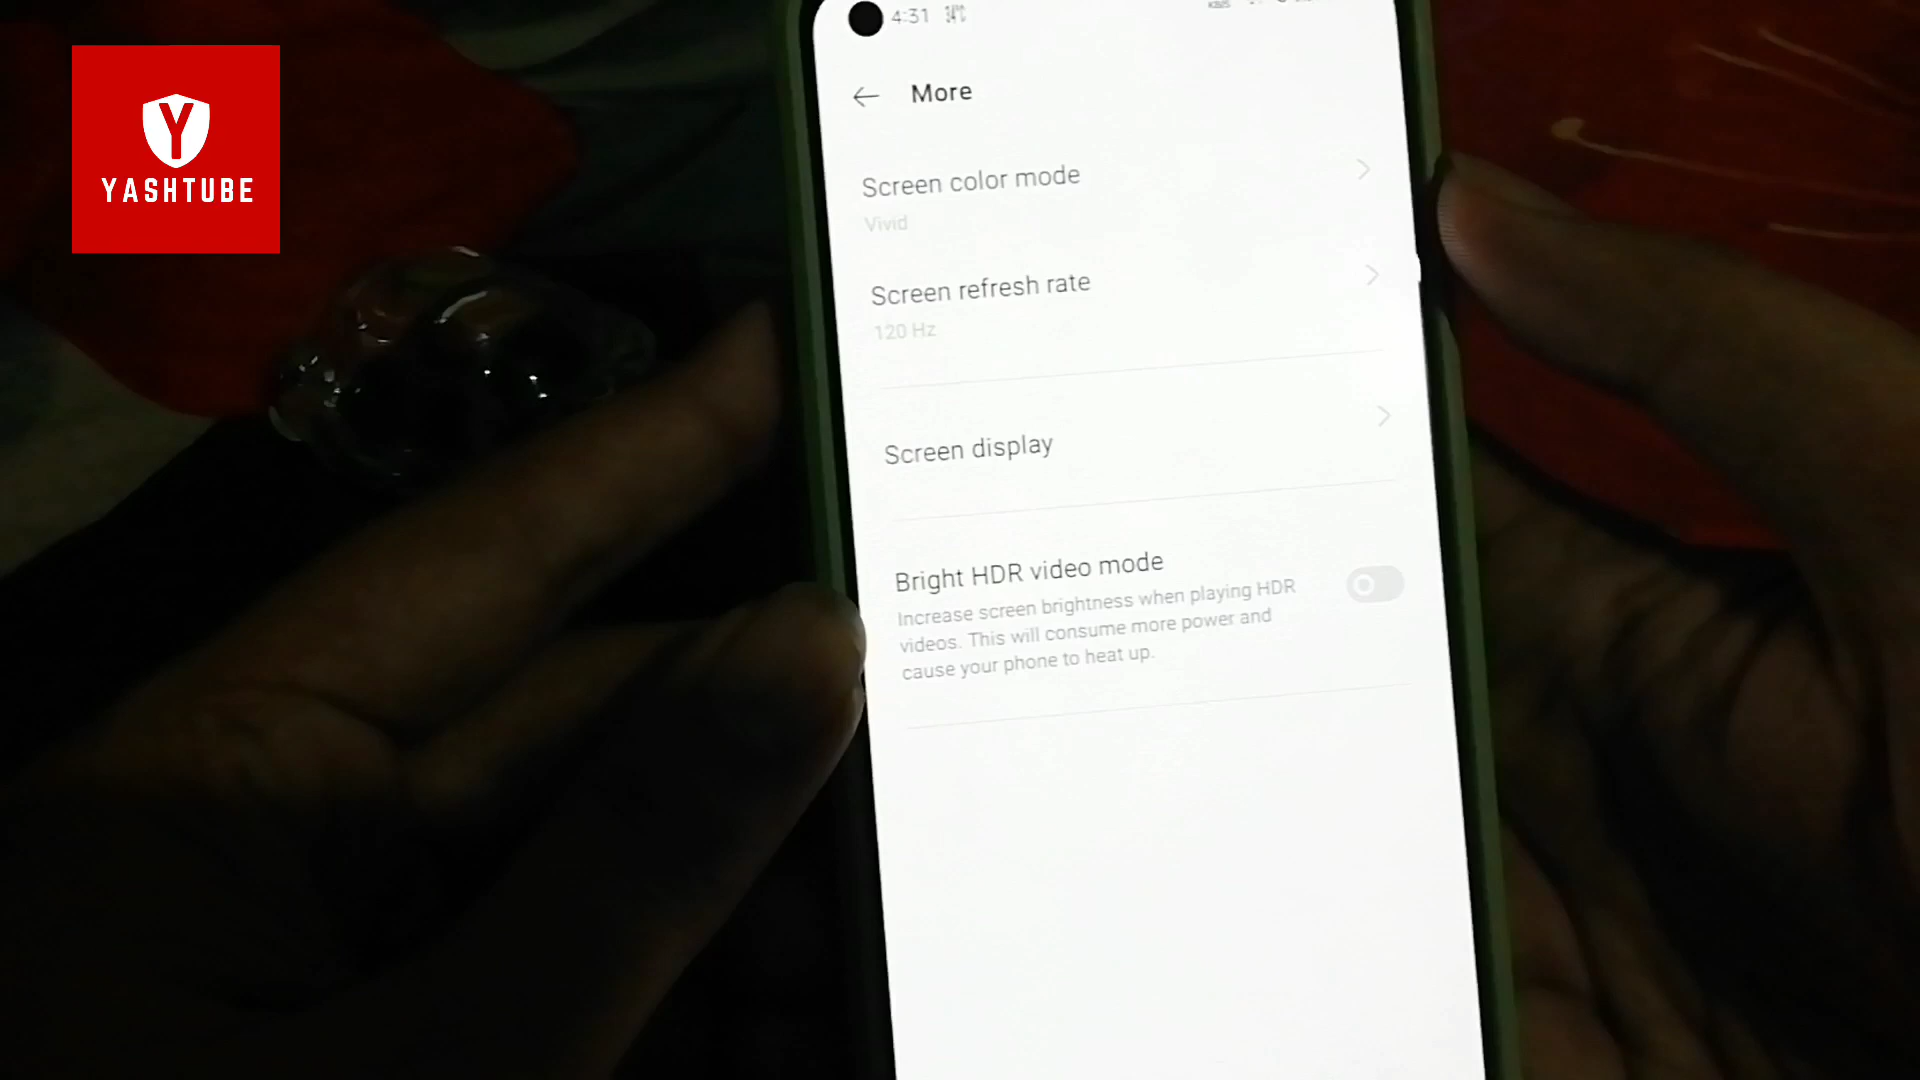 Y
YASHTUBE
4:31
More
Screen color mode
Vivid
Screen refresh rate
120 Hz
Screen display
Bright HDR video mode
Increase screen brightness when playing HDR
videos. This will consume more power and
cause your phone to heat up.